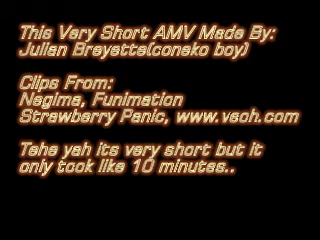 This Very Short AMV Made By:
Julian Breyette(coneko boy)
Clips From:
Negima, Funimation
Strawberry Panic, www.veoh.com
Tehe yah its very short but it
only took like 10 minutes..